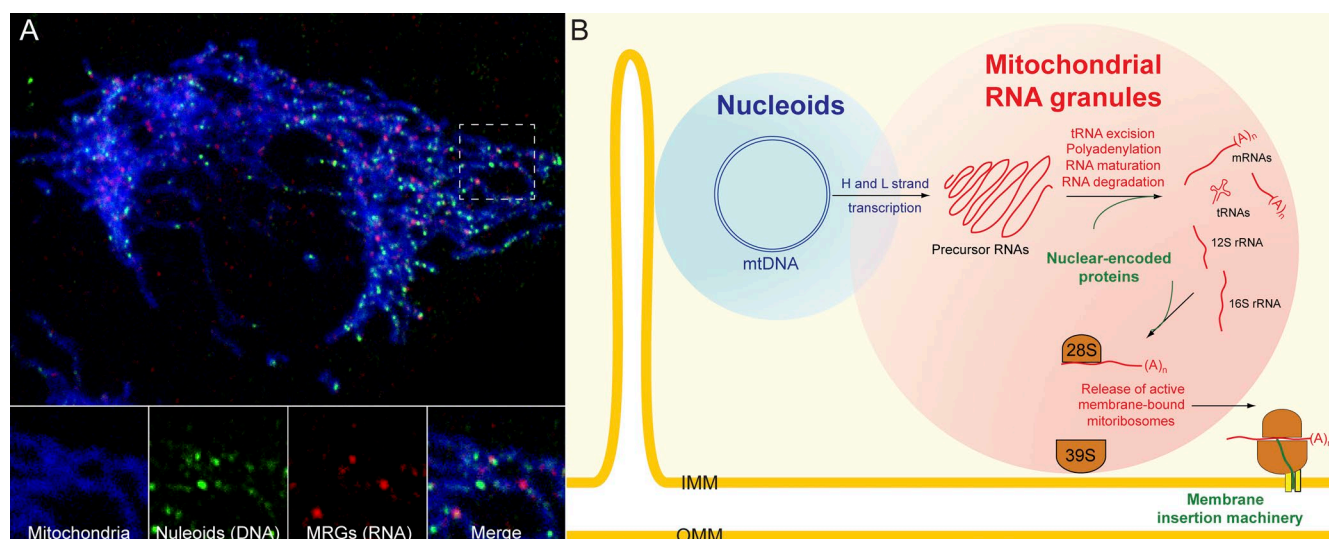 A
Mitochondria
Nuleoids (DNA)
MRGs (RNA)
Merge
B
Nucleoids
mtDNA
H and L strand
transcription
Mitochondrial
RNA granules
Precursor RNAs
tRNA excision
Polyadenylation
RNA maturation
RNA degradation
(A)n
mRNAs
(A)n
tRNAs
12S rRNA
16S rRNA
Nuclear-encoded
proteins
28S
(A)n
Release of active
membrane-bound
mitoribosomes
39S
(A)n
IMM
Membrane
insertion machinery
OMM